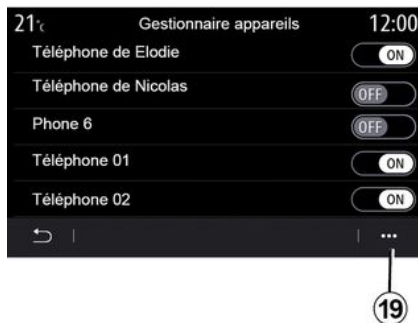 21°c Gestionnaire appareils 12:00
Téléphone de Elodie ON
Téléphone de Nicolas OFF
Phone 6 OFF
Téléphone 01 ON
Téléphone 02 ON
19